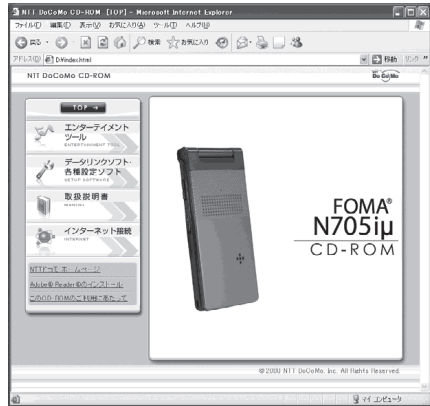 NTT DoCoMo CD-ROM [TOP] - Microsoft Internet Explorer
ファイル(F) 編集(E) 表示(V) お気に入り(A) ツール(T) ヘルプ(H)
戻る 検索 お気に入り
アドレス(D) D:¥index.html 移動 リンク »
NTT DoCoMo CD-ROM
DoCoMo
TOP
エンターテイメント
ツール
ENTERTAINMENT TOOL
データリンクソフト・
各種設定ソフト
SETUP SOFTWARE
取扱説明書
MANUAL
インターネット接続
INTERNET
NTTドコモ ホームページ
Adobe® Reader®のインストール
このCD-ROMのご利用にあたって
FOMA®
N705iμ
CD-ROM
NTT DoCoMo, Inc. All Rights Reserved.
マイ コンピュータ